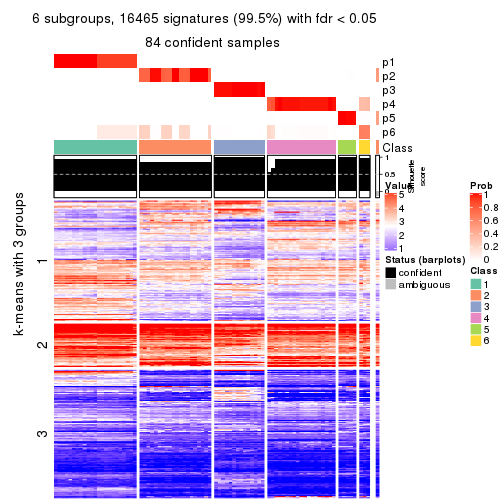 6 subgroups, 16465 signatures (99.5%) with fdr < 0.05
84 confident samples
p1
p2
p3
p4
p5
p6
Class
1
0.5
0
Silhouette
score
k-means with 3 groups
1
2
3
Value
5
4
3
2
1
Status (barplots)
confident
ambiguous
Prob
1
0.8
0.6
0.4
0.2
0
Class
1
2
3
4
5
6